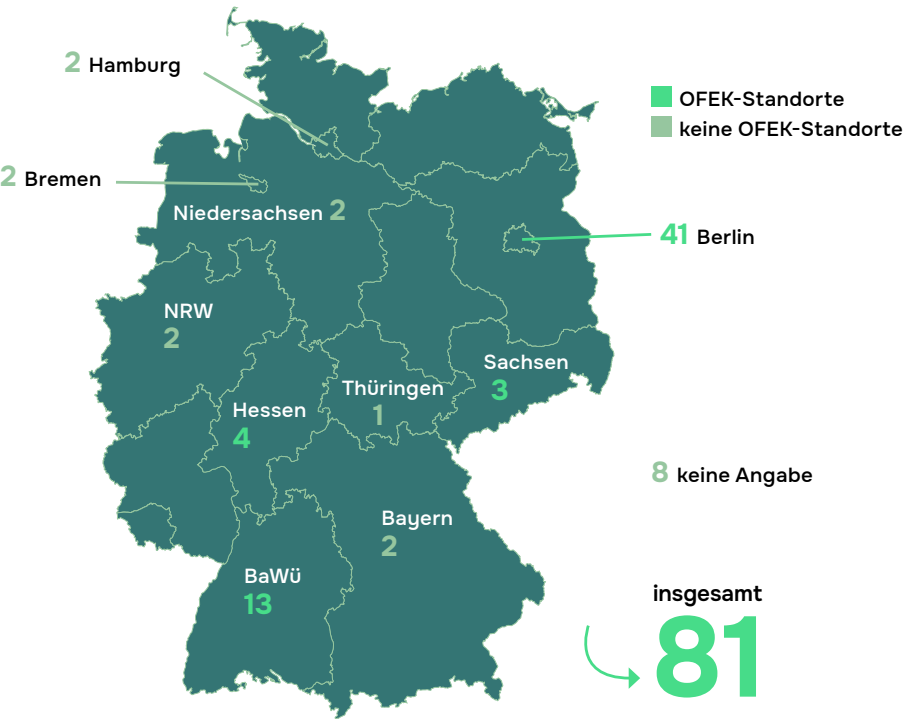 2 Hamburg
OFEK-Standorte
keine OFEK-Standorte
2 Bremen
Niedersachsen 2
41 Berlin
NRW
2
Sachsen
3
Thüringen
1
Hessen
4
8 keine Angabe
Bayern
2
BaWü
13
insgesamt
81